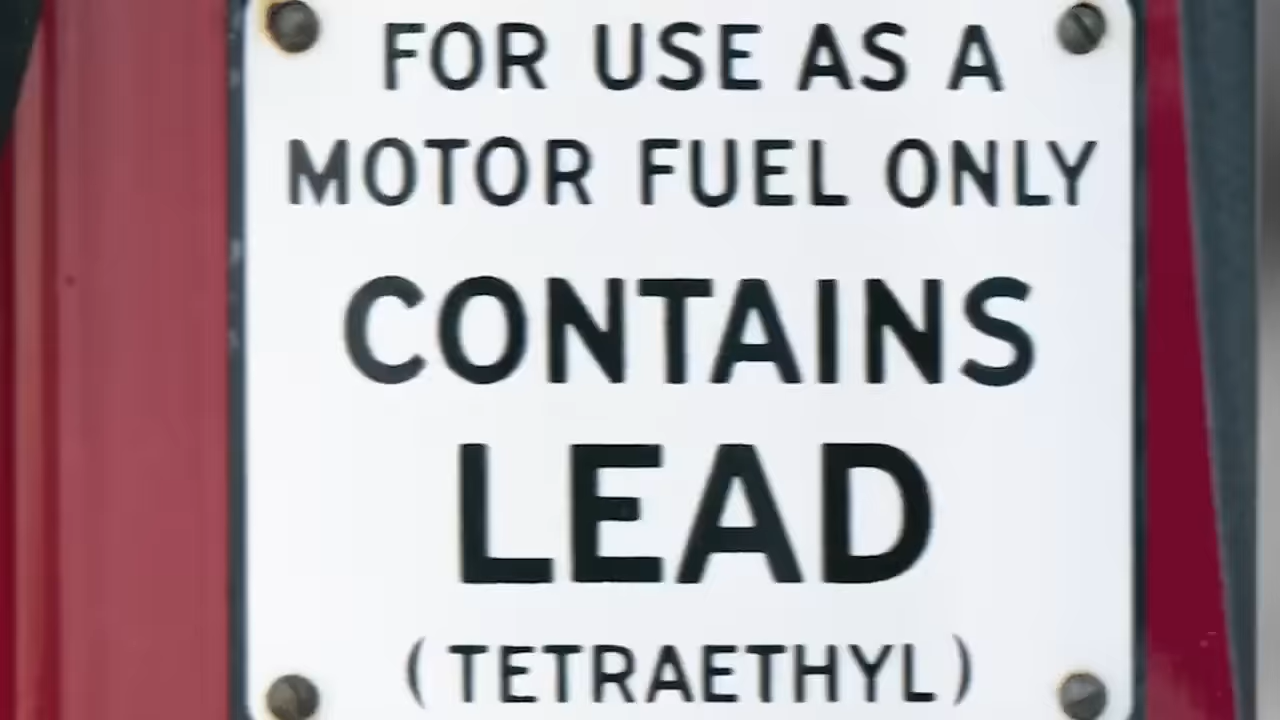 FOR USE AS A
MOTOR FUEL ONLY
CONTAINS
LEAD
(TETRAETHYL)